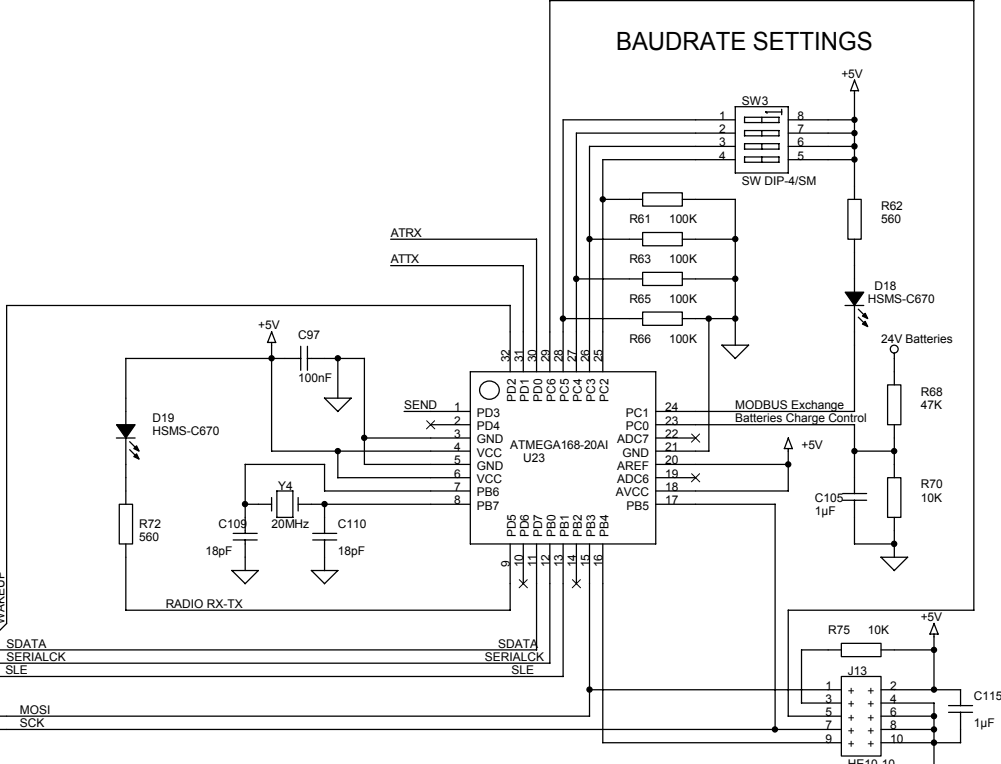 BAUDRATE SETTINGS
+5V
SW3
1 8
2 7
3 6
4 5
SW DIP-4/SM
R61 100K
R63 100K
R65 100K
R66 100K
R62
560
D18
HSMS-C670
24V Batteries
R68
47K
ATRX
ATTX
+5V
C97
100nF
D19
HSMS-C670
R72
560
SEND
32 31 30 29 28 27 26 25
PD2 PD1 PD0 PC6 PC5 PC4 PC3 PC2
1 PD3
2 PD4
3 GND
4 VCC
5 GND
6 VCC
7 PB6
8 PB7
ATMEGA168-20AI
U23
PC1 24
PC0 23
ADC7 22
GND 21
AREF 20
ADC6 19
AVCC 18
PB5 17
PD5 PD6 PD7 PB0 PB1 PB2 PB3 PB4
9 10 11 12 13 14 15 16
MODBUS Exchange
Batteries Charge Control
+5V
C105
1µF
R70
10K
Y4
20MHz
C109
18pF
C110
18pF
RADIO RX-TX
WAKEUP
SDATA SDATA
SERIALCK SERIALCK
SLE SLE
MOSI
SCK
+5V
R75 10K
J13
1 2
3 4
5 6
7 8
9 10
HE10-10
C115
1µF